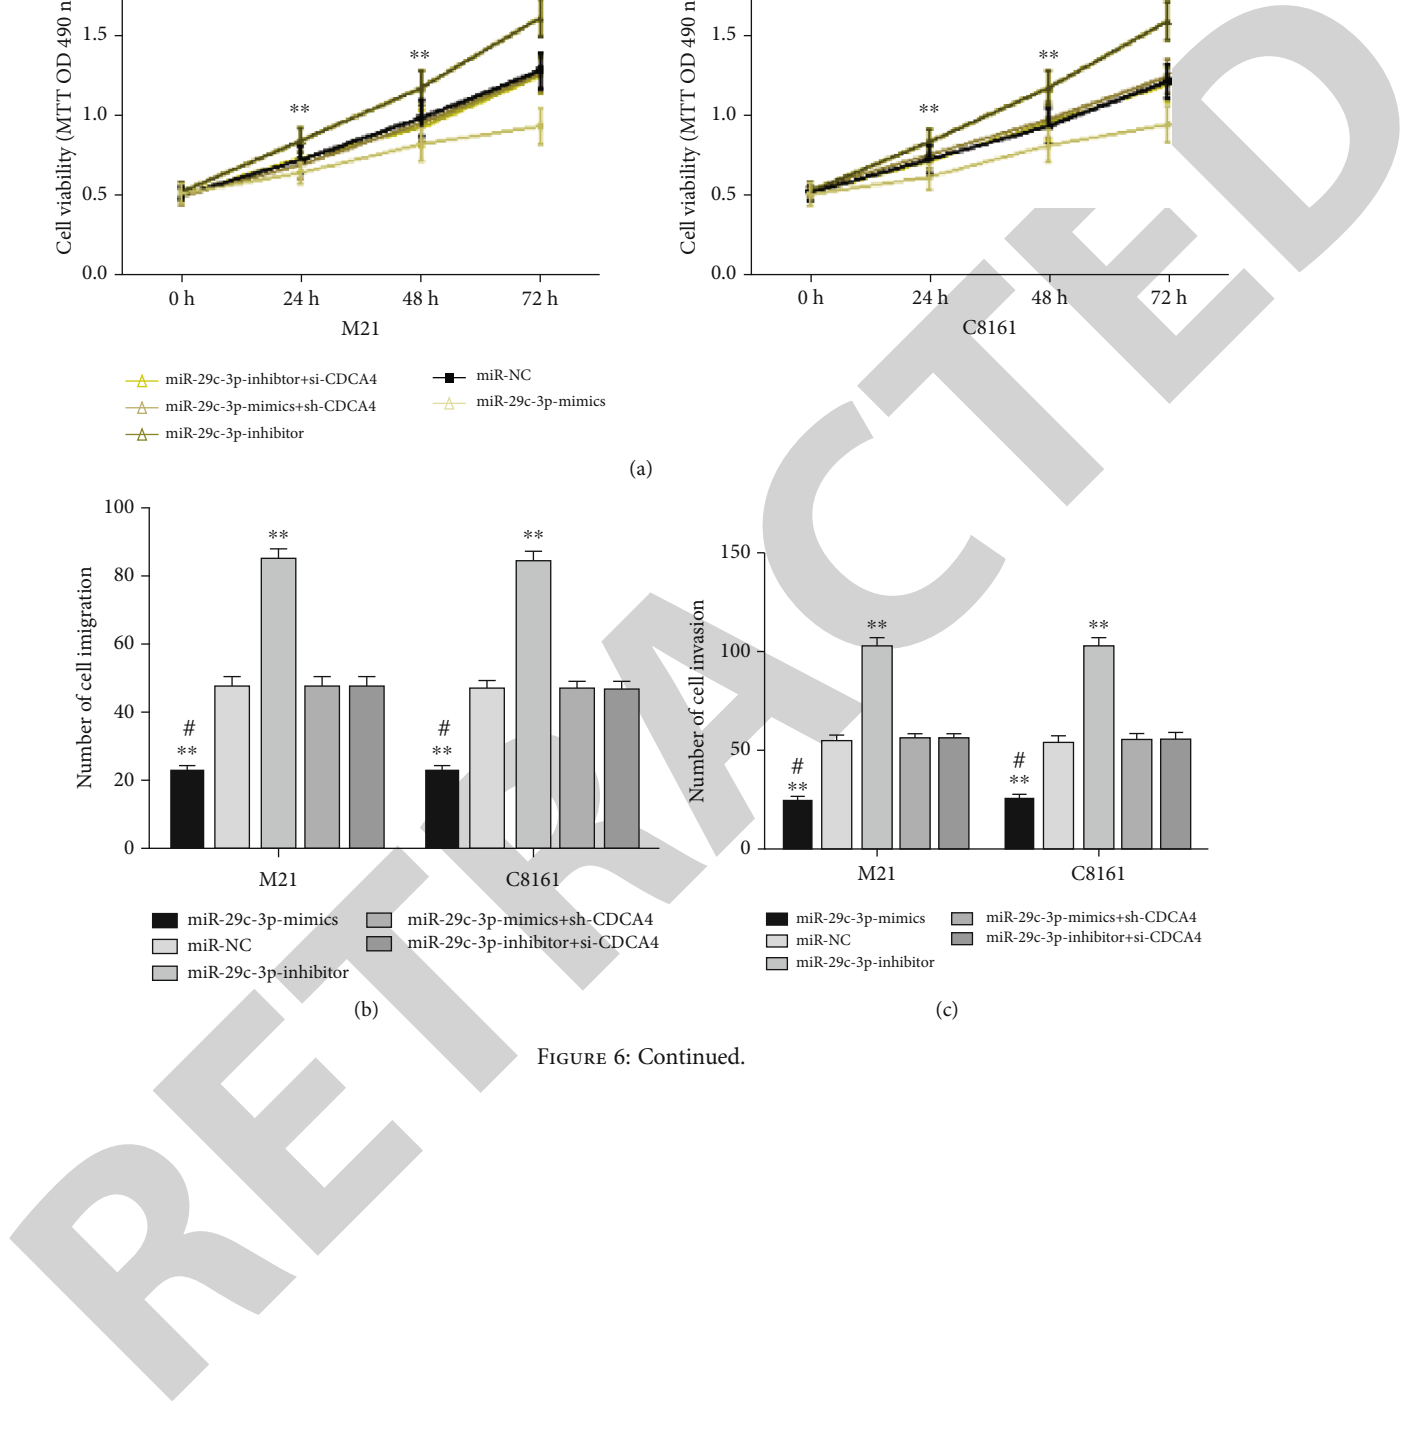 Cell viability (MTT OD 490 n
1.5
1.0
0.5
0.0
**
**
0 h 24 h 48 h 72 h
M21
Cell viability (MTT OD 490 n
1.5
1.0
0.5
0.0
**
**
0 h 24 h 48 h 72 h
C8161
miR-29c-3p-inhibtor+si-CDCA4
miR-29c-3p-mimics+sh-CDCA4
miR-29c-3p-inhibitor
miR-NC
miR-29c-3p-mimics
(a)
Number of cell imigration
100
80
60
40
20
0
#
**
**
#
**
**
M21 C8161
miR-29c-3p-mimics
miR-NC
miR-29c-3p-inhibitor
miR-29c-3p-mimics+sh-CDCA4
miR-29c-3p-inhibitor+si-CDCA4
(b)
Number of cell invasion
150
100
50
0
#
**
**
#
**
**
M21 C8161
miR-29c-3p-mimics
miR-NC
miR-29c-3p-inhibitor
miR-29c-3p-mimics+sh-CDCA4
miR-29c-3p-inhibitor+si-CDCA4
(c)
FIGURE 6: Continued.
RETRACTED